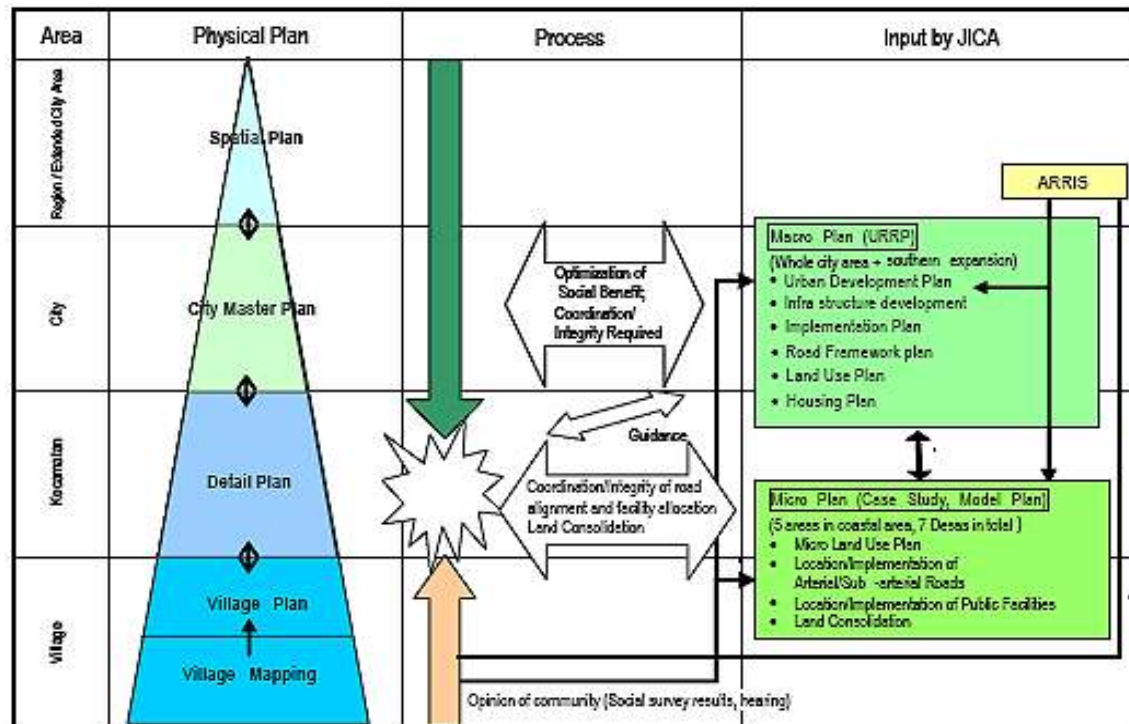 Area
Physical Plan
Process
Input by JICA
Region / Extended City Area
Spatial Plan
ARRIS
City
City Master Plan
Optimization of
Social Benefit;
Coordination/
Integrity Required
Macro Plan (URRP)
(Whole city area + southern expansion)
• Urban Development Plan
• Infra structure development
• Implementation Plan
• Road Framework plan
• Land Use Plan
• Housing Plan
Kecamatan
Detail Plan
Guidance
Coordination/Integrity of road
alignment and facility allocation
Land Consolidation
Micro Plan (Case Study, Model Plan)
(5 areas in coastal area, 7 Desas in total )
• Micro Land Use Plan
• Location/Implementation of
Arterial/Sub -arterial Roads
• Location/Implementation of Public Facilities
• Land Consolidation
Village
Village Plan
Village Mapping
Opinion of community (Social survey results, hearing)